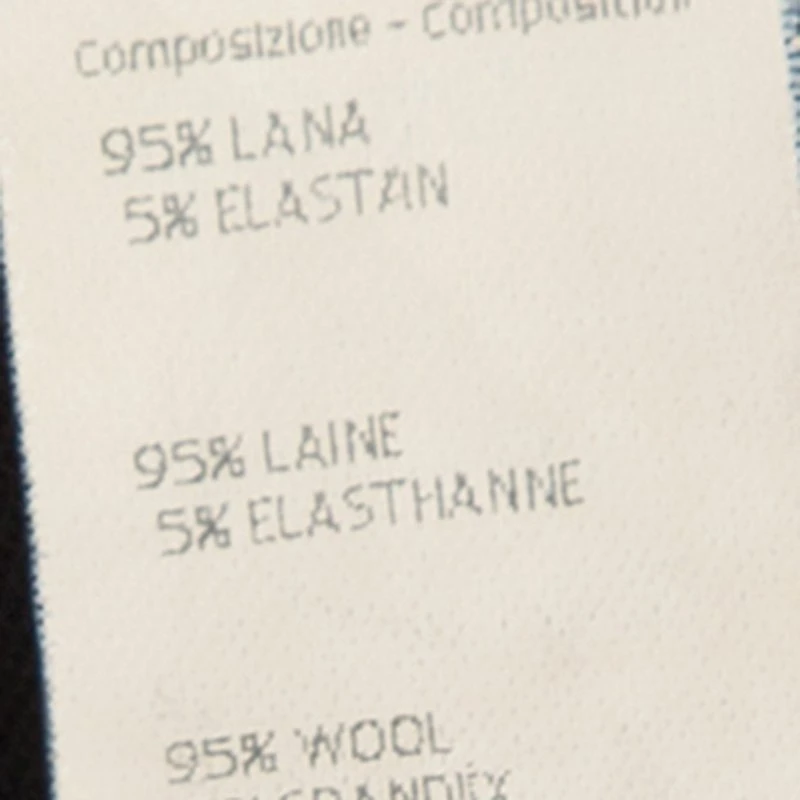 Composizione - Composition
95% LANA
5% ELASTAN
95% LAINE
5% ELASTHANNE
95% WOOL